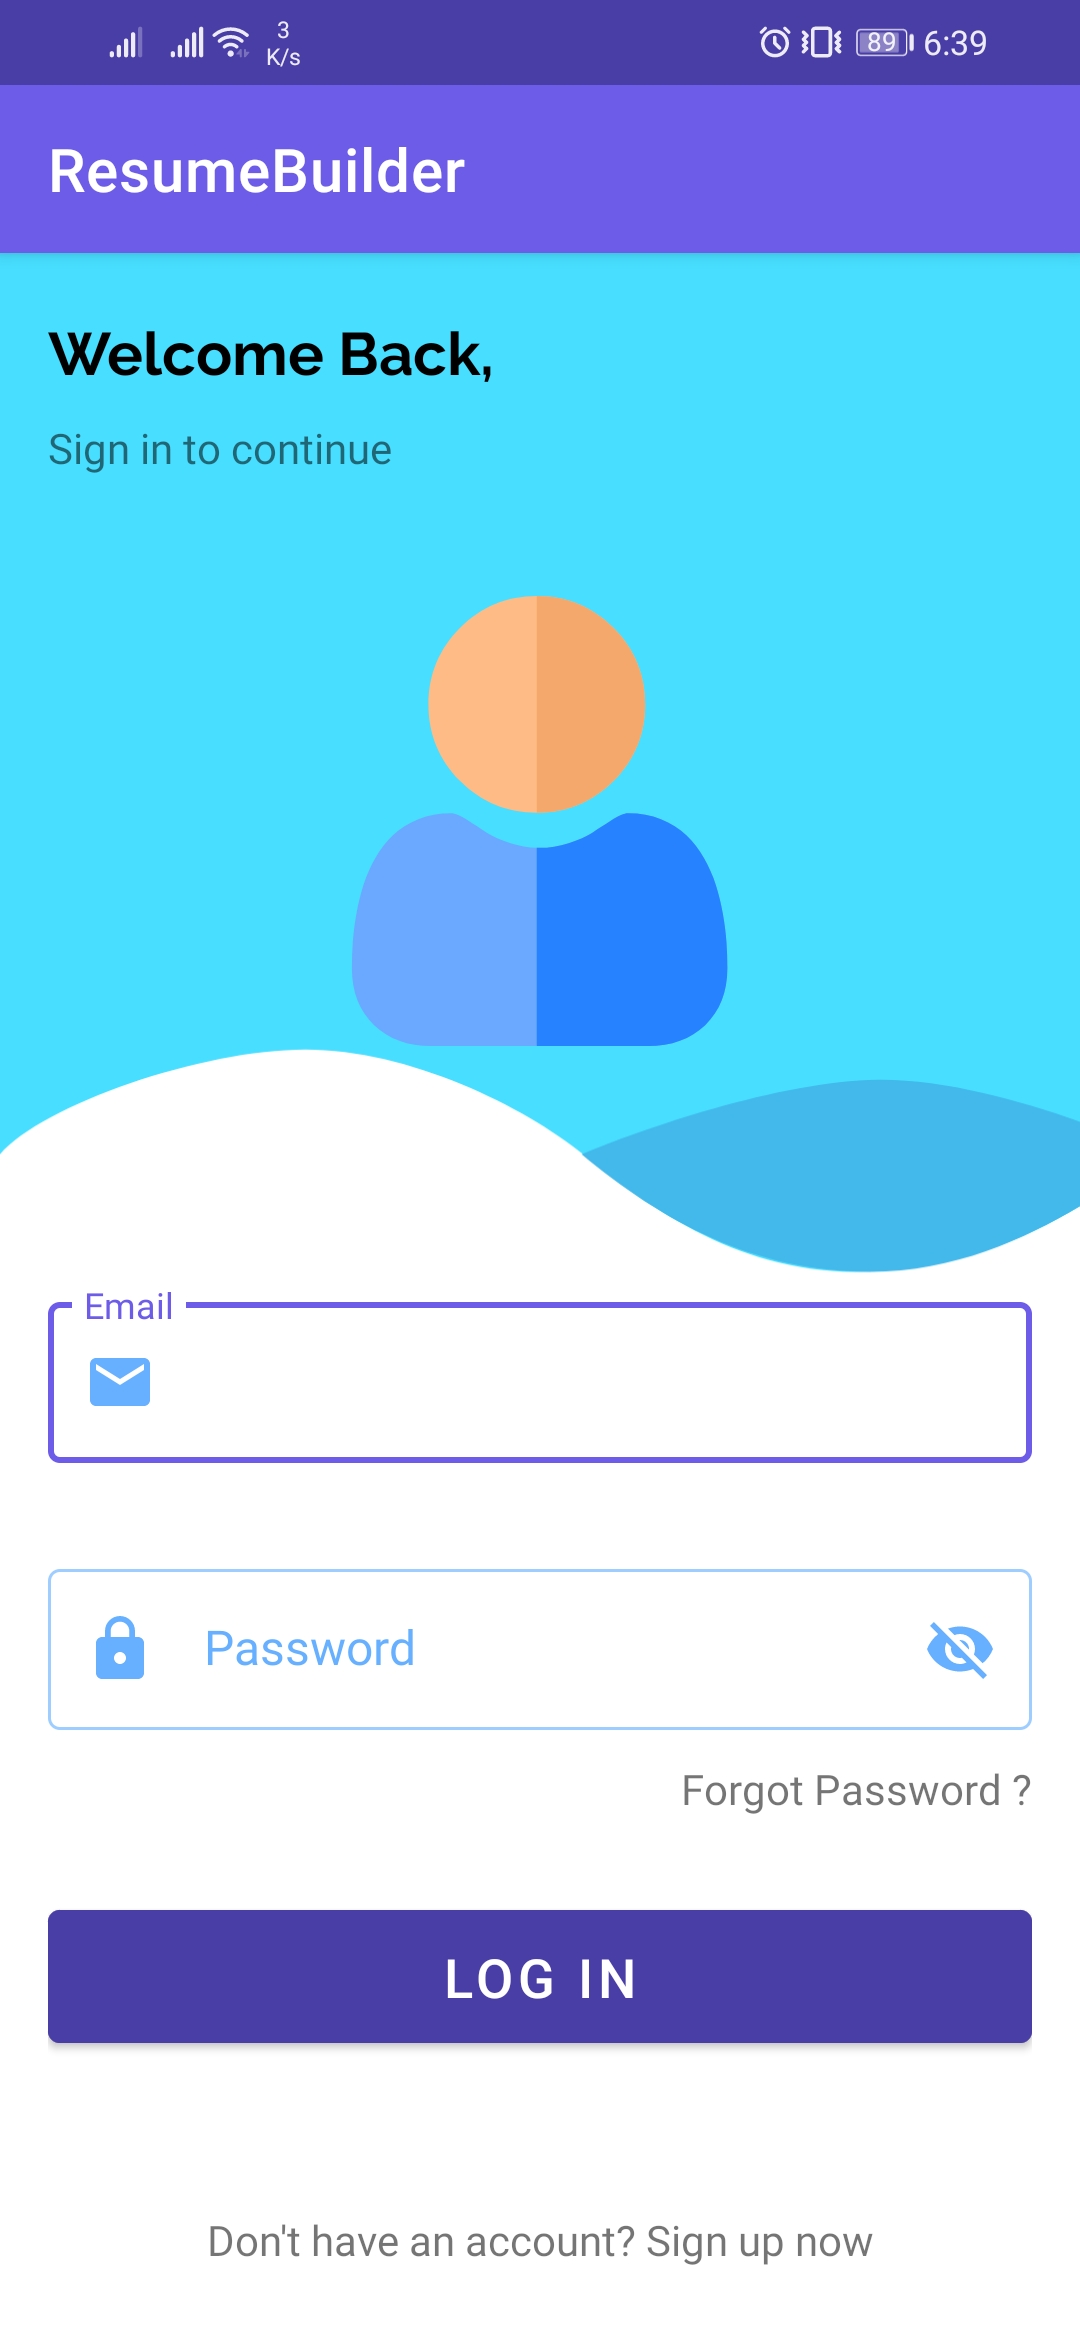 3
K/s
89 6:39
ResumeBuilder
Welcome Back,
Sign in to continue
Email
Password
Forgot Password ?
LOG IN
Don't have an account? Sign up now